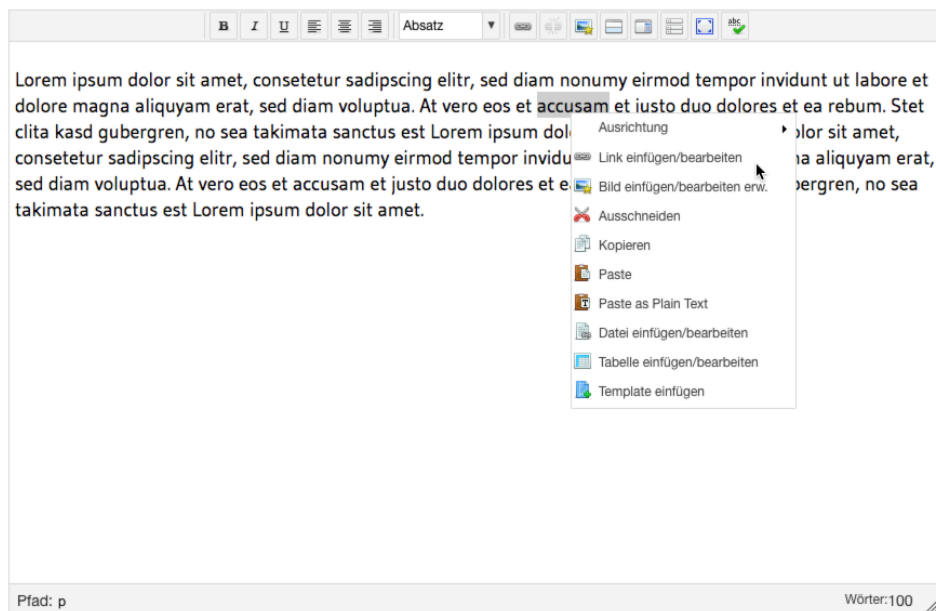 B I U Absatz abc
Lorem ipsum dolor sit amet, consetetur sadipscing elitr, sed diam nonumy eirmod tempor invidunt ut labore et
dolore magna aliquyam erat, sed diam voluptua. At vero eos et accusam et iusto duo dolores et ea rebum. Stet
clita kasd gubergren, no sea takimata sanctus est Lorem ipsum dol olor sit amet,
consetetur sadipscing elitr, sed diam nonumy eirmod tempor invidu na aliquyam erat,
sed diam voluptua. At vero eos et accusam et justo duo dolores et e bergren, no sea
takimata sanctus est Lorem ipsum dolor sit amet.
Ausrichtung
Link einfügen/bearbeiten
Bild einfügen/bearbeiten erw.
Ausschneiden
Kopieren
Paste
Paste as Plain Text
Datei einfügen/bearbeiten
Tabelle einfügen/bearbeiten
Template einfügen
Pfad: p Wörter:100